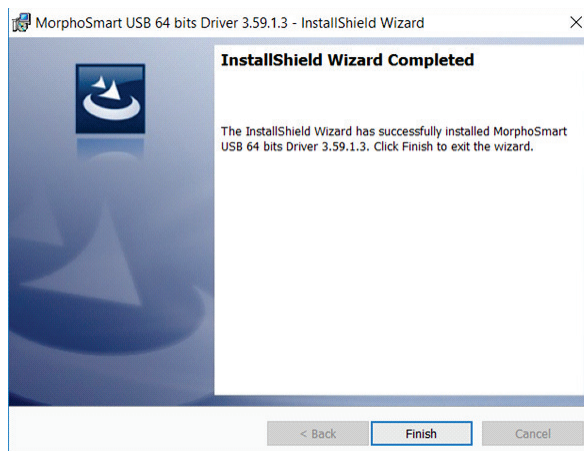 MorphoSmart USB 64 bits Driver 3.59.1.3 - InstallShield Wizard
InstallShield Wizard Completed
The InstallShield Wizard has successfully installed MorphoSmart
USB 64 bits Driver 3.59.1.3. Click Finish to exit the wizard.
< Back
Finish
Cancel